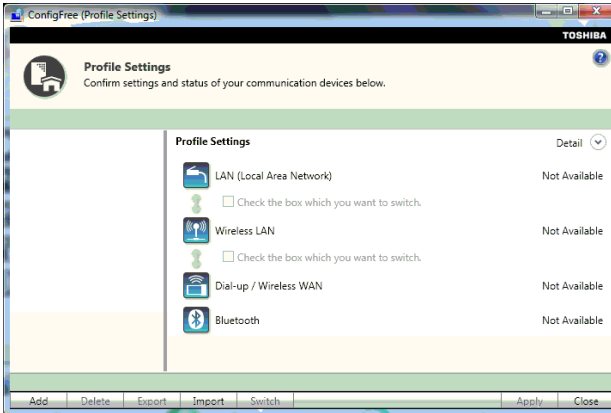 ConfigFree (Profile Settings)
TOSHIBA
Profile Settings
Confirm settings and status of your communication devices below.
Profile Settings
Detail
LAN (Local Area Network)
Not Available
Check the box which you want to switch.
Wireless LAN
Not Available
Check the box which you want to switch.
Dial-up / Wireless WAN
Not Available
Bluetooth
Not Available
Add Delete Export Import Switch Apply Close